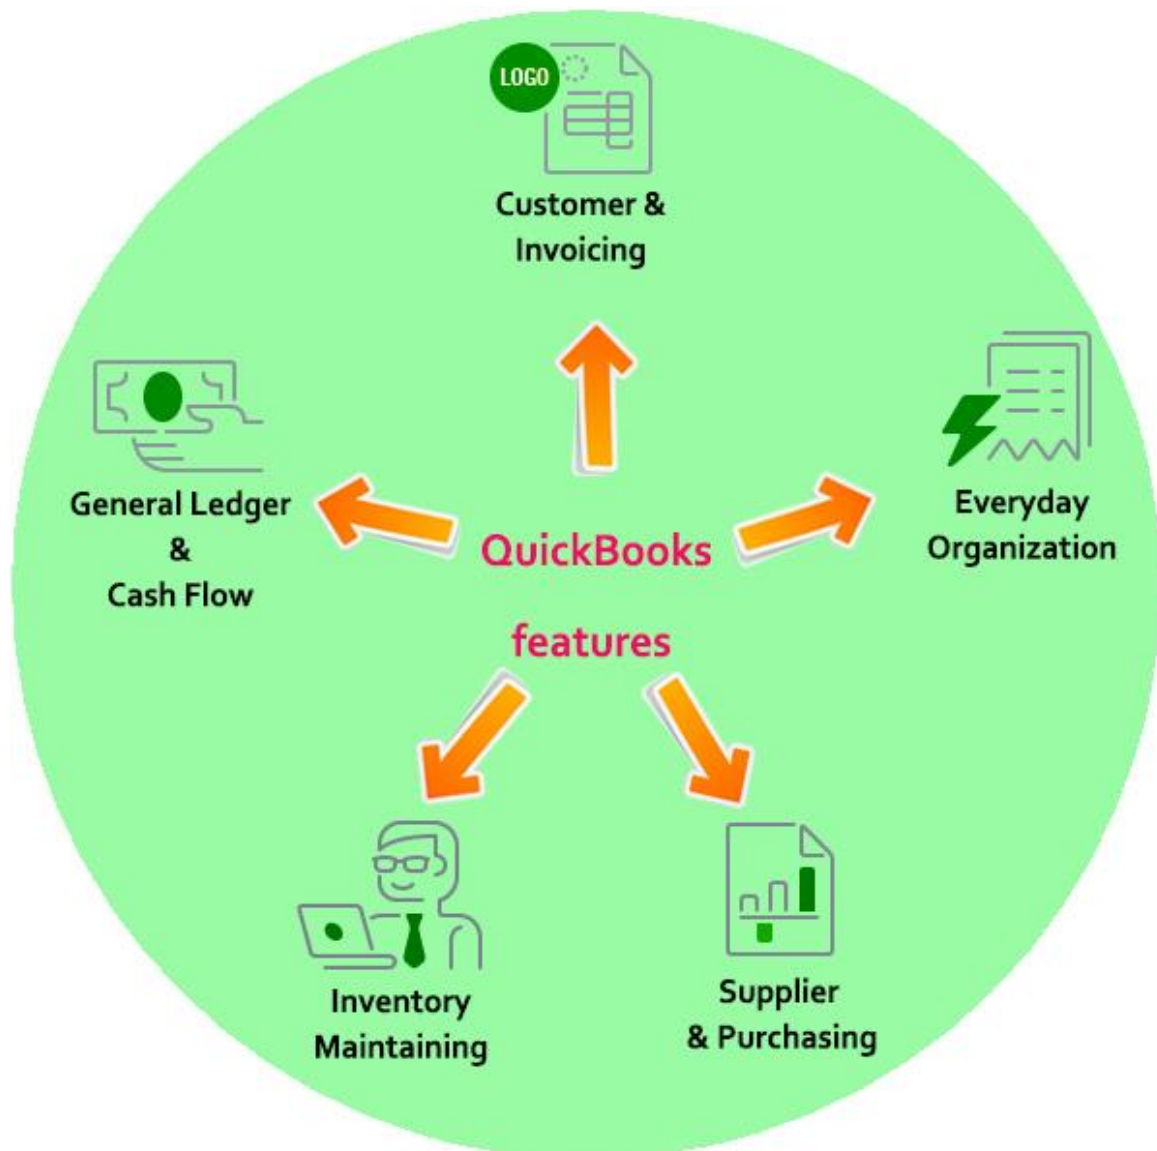 LOGO
Customer &
Invoicing
General Ledger
&
Cash Flow
Everyday
Organization
QuickBooks
features
Inventory
Maintaining
Supplier
& Purchasing